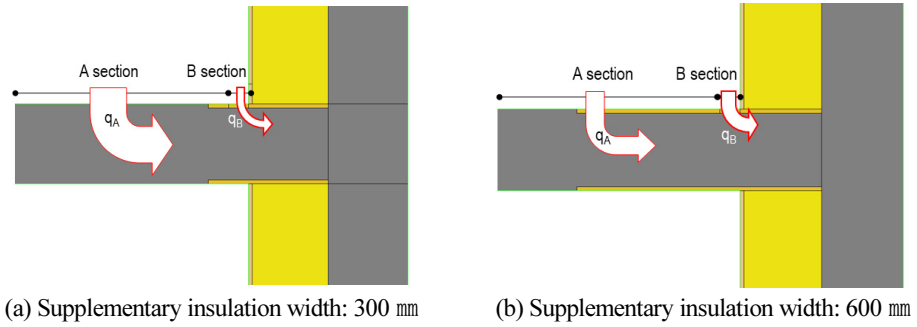 A section
B section
qA
qB
A section
B section
qA
qB
(a) Supplementary insulation width: 300 ㎜
(b) Supplementary insulation width: 600 ㎜